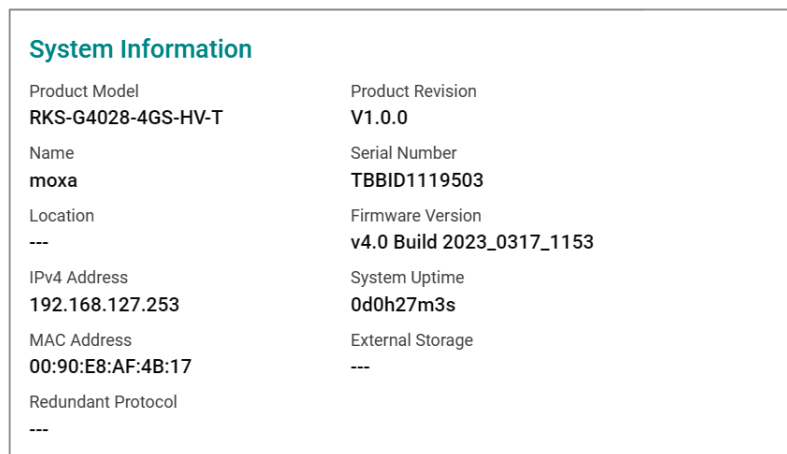 System Information
Product Model
RKS-G4028-4GS-HV-T
Product Revision
V1.0.0
Name
moxa
Serial Number
TBBID1119503
Location
---
Firmware Version
v4.0 Build 2023_0317_1153
IPv4 Address
192.168.127.253
System Uptime
0d0h27m3s
MAC Address
00:90:E8:AF:4B:17
External Storage
---
Redundant Protocol
---